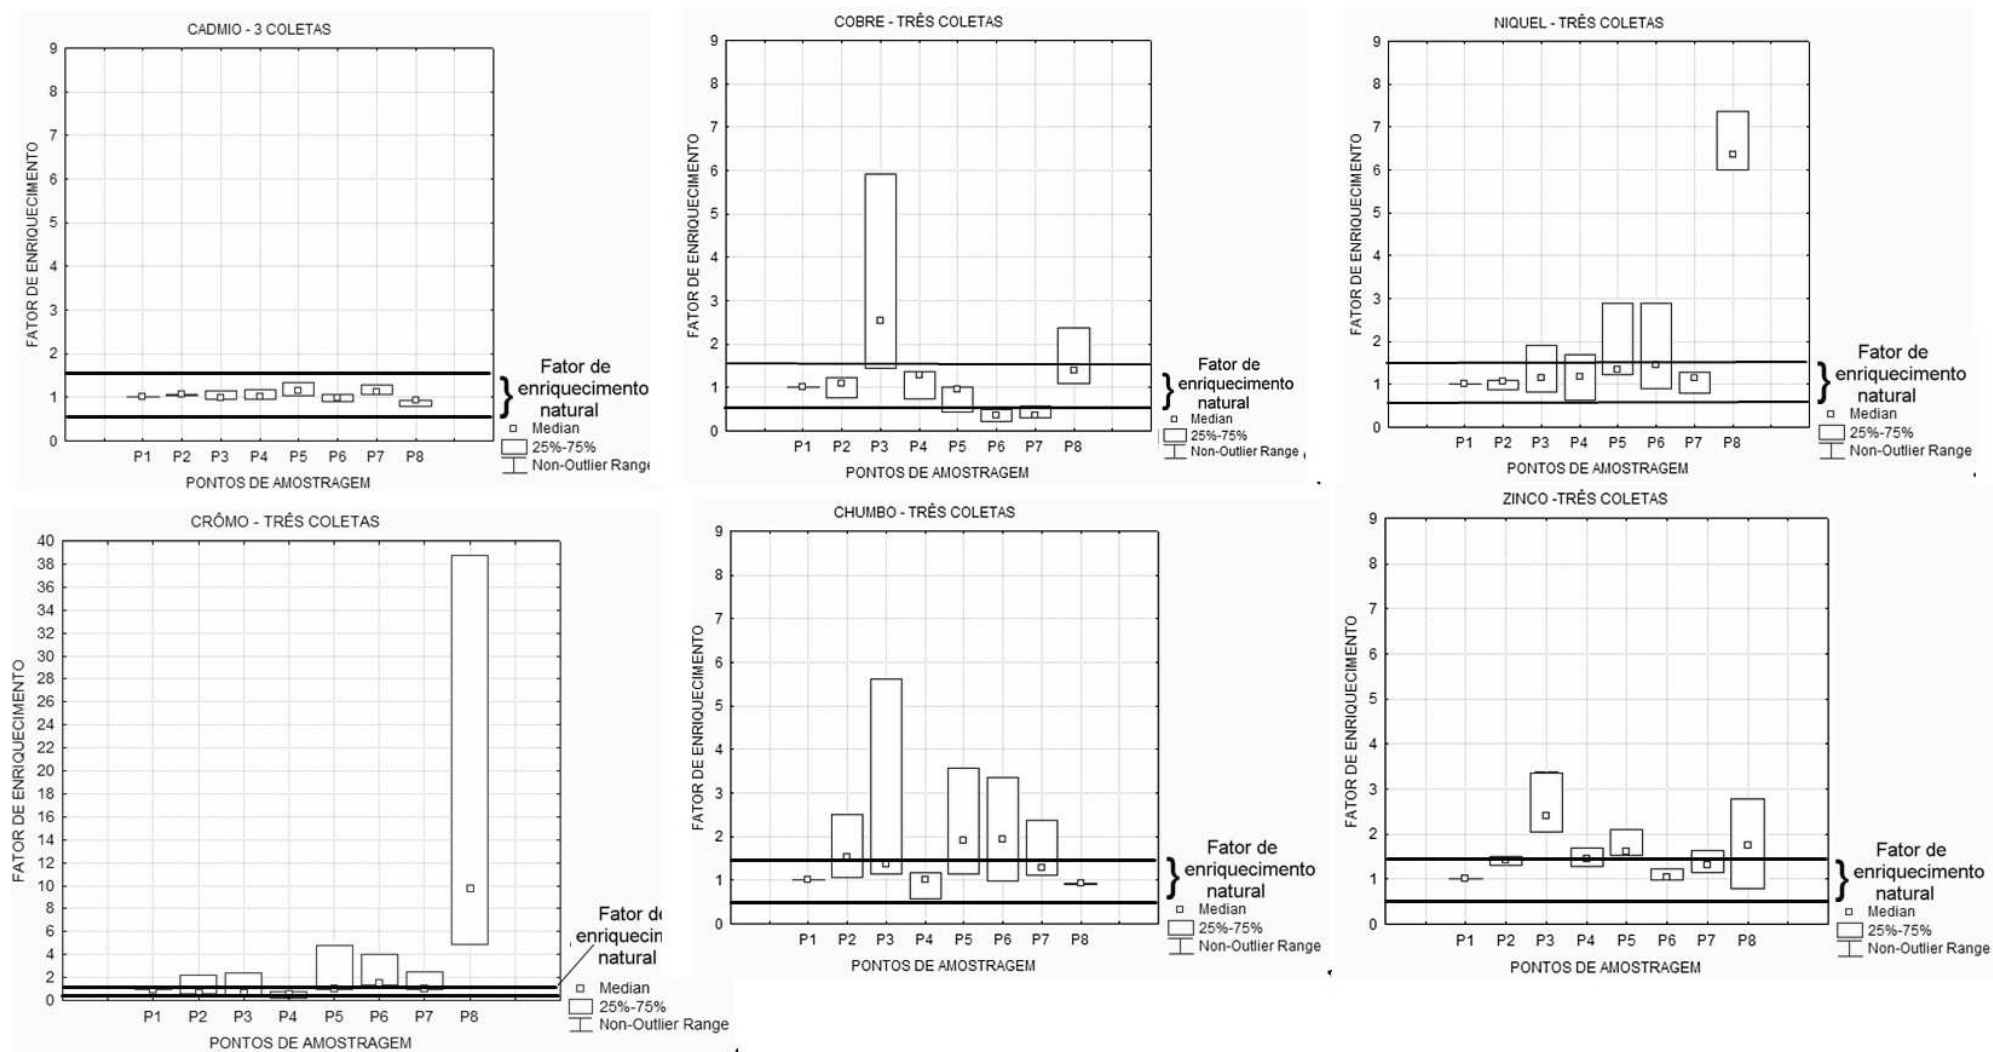 CADMIO - 3 COLETAS
FATOR DE ENRIQUECIMENTO
9
8
7
6
5
4
3
2
1
0
P1 P2 P3 P4 P5 P6 P7 P8
PONTOS DE AMOSTRAGEM
Fator de
enriquecimento
natural
Median
25%-75%
Non-Outlier Range
COBRE - TRÊS COLETAS
FATOR DE ENRIQUECIMENTO
9
8
7
6
5
4
3
2
1
0
P1 P2 P3 P4 P5 P6 P7 P8
PONTOS DE AMOSTRAGEM
Fator de
enriquecimento
natural
Median
25%-75%
Non-Outlier Range
NIQUEL - TRÊS COLETAS
FATOR DE ENRIQUECIMENTO
9
8
7
6
5
4
3
2
1
0
P1 P2 P3 P4 P5 P6 P7 P8
PONTOS DE AMOSTRAGEM
Fator de
enriquecimento
natural
Median
25%-75%
Non-Outlier Range
CRÔMO - TRÊS COLETAS
FATOR DE ENRIQUECIMENTO
40
38
36
34
32
30
28
26
24
22
20
18
16
14
12
10
8
6
4
2
0
P1 P2 P3 P4 P5 P6 P7 P8
PONTOS DE AMOSTRAGEM
Fator de
enriquecin
natural
Median
25%-75%
Non-Outlier Range
CHUMBO - TRÊS COLETAS
FATOR DE ENRIQUECIMENTO
9
8
7
6
5
4
3
2
1
0
P1 P2 P3 P4 P5 P6 P7 P8
PONTOS DE AMOSTRAGEM
Fator de
enriquecimento
natural
Median
25%-75%
Non-Outlier Range
ZINCO -TRÊS COLETAS
FATOR DE ENRIQUECIMENTO
9
8
7
6
5
4
3
2
1
0
P1 P2 P3 P4 P5 P6 P7 P8
PONTOS DE AMOSTRAGEM
Fator de
enriquecimento
natural
Median
25%-75%
Non-Outlier Range